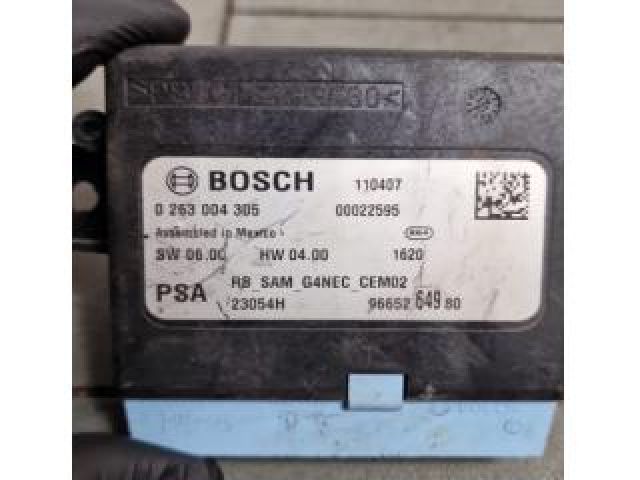 BOSCH 110407
0 263 004 305 00022595
Assembled in Mexico
SW 06.00 HW 04.00 1620
PSA RB_SAM_G4NEC_CEM02
23054H 96652 649 80